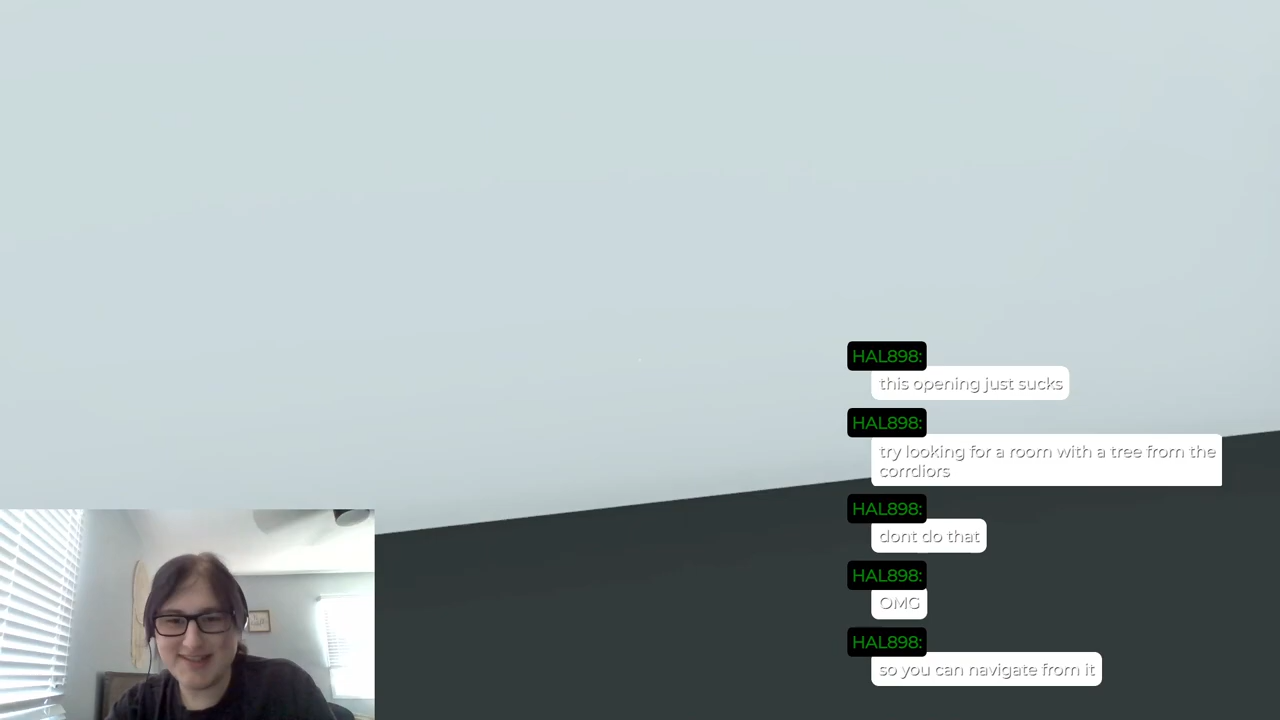 HAL898:
this opening just sucks
HAL898:
try looking for a room with a tree from the
corrdiors
HAL898:
dont do that
HAL898:
OMG
HAL898:
so you can navigate from it